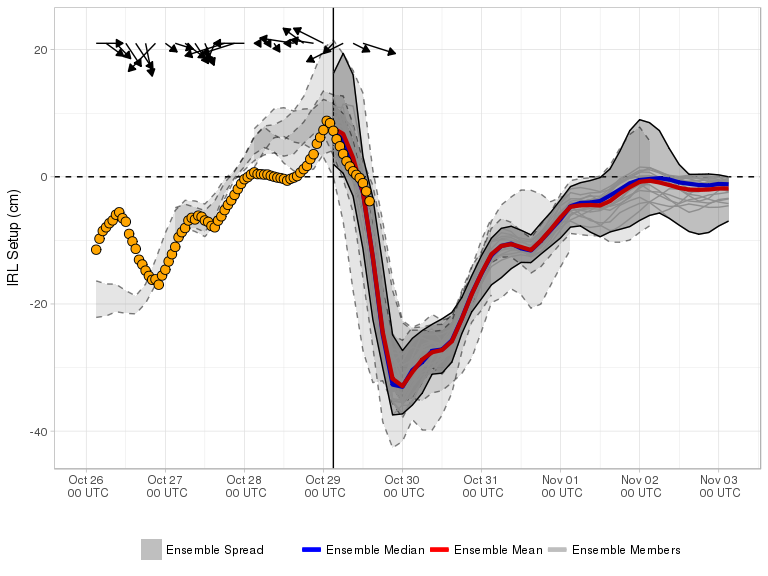 IRL Setup (cm)
20
0
-20
-40
Oct 26 Oct 27 Oct 28 Oct 29 Oct 30 Oct 31 Nov 01 Nov 02 Nov 03
00 UTC 00 UTC 00 UTC 00 UTC 00 UTC 00 UTC 00 UTC 00 UTC 00 UTC
Ensemble Spread Ensemble Median Ensemble Mean Ensemble Members